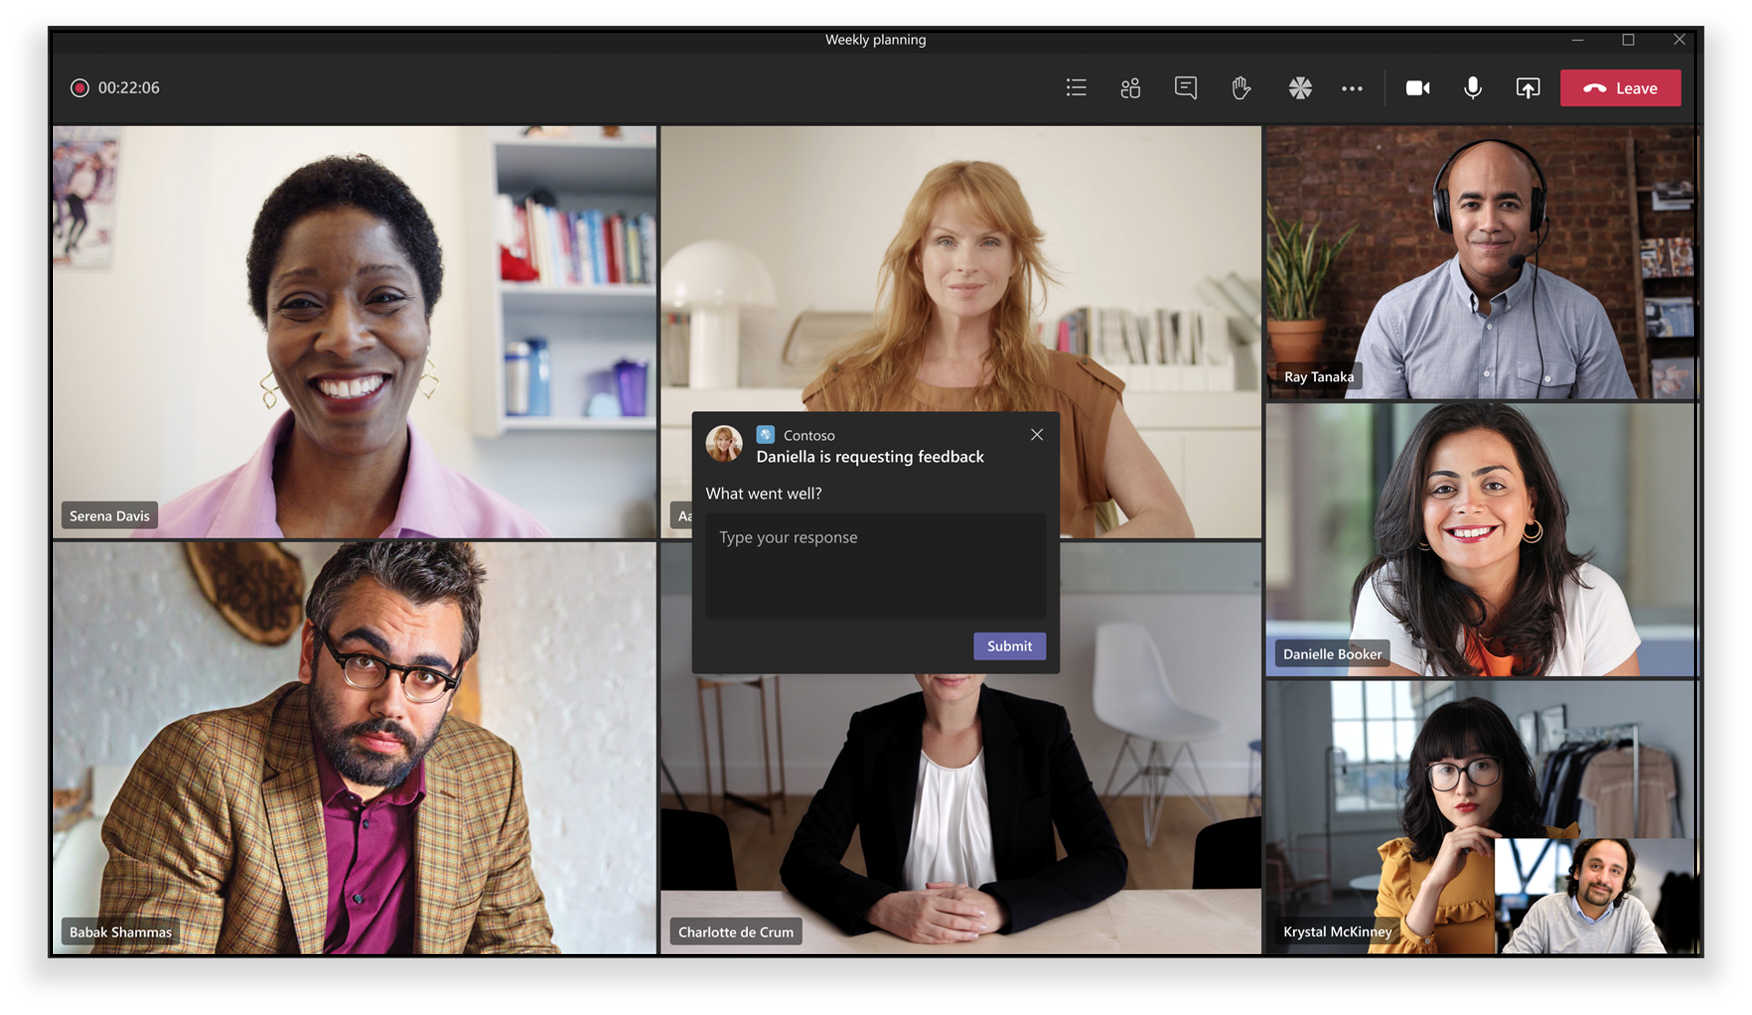 Weekly planning
00:22:06
Leave
Serena Davis
Aa
Ray Tanaka
Contoso
Daniella is requesting feedback
What went well?
Type your response
Submit
Danielle Booker
Babak Shammas
Charlotte de Crum
Krystal McKinney